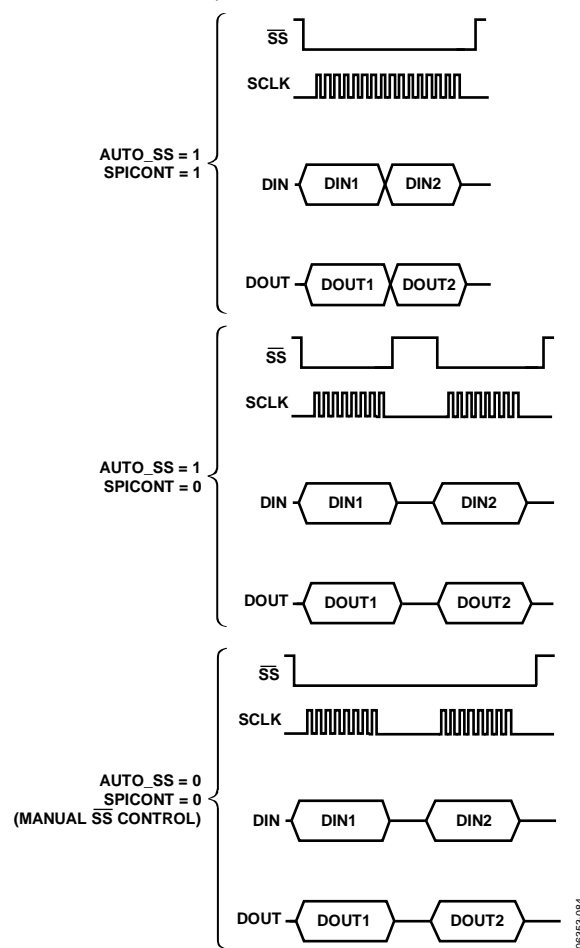 SS
SCLK
AUTO_SS = 1
SPICONT = 1
DIN DIN1 DIN2
DOUT DOUT1 DOUT2
SS
SCLK
AUTO_SS = 1
SPICONT = 0
DIN DIN1 DIN2
DOUT DOUT1 DOUT2
SS
SCLK
AUTO_SS = 0
SPICONT = 0
(MANUAL SS CONTROL)
DIN DIN1 DIN2
DOUT DOUT1 DOUT2